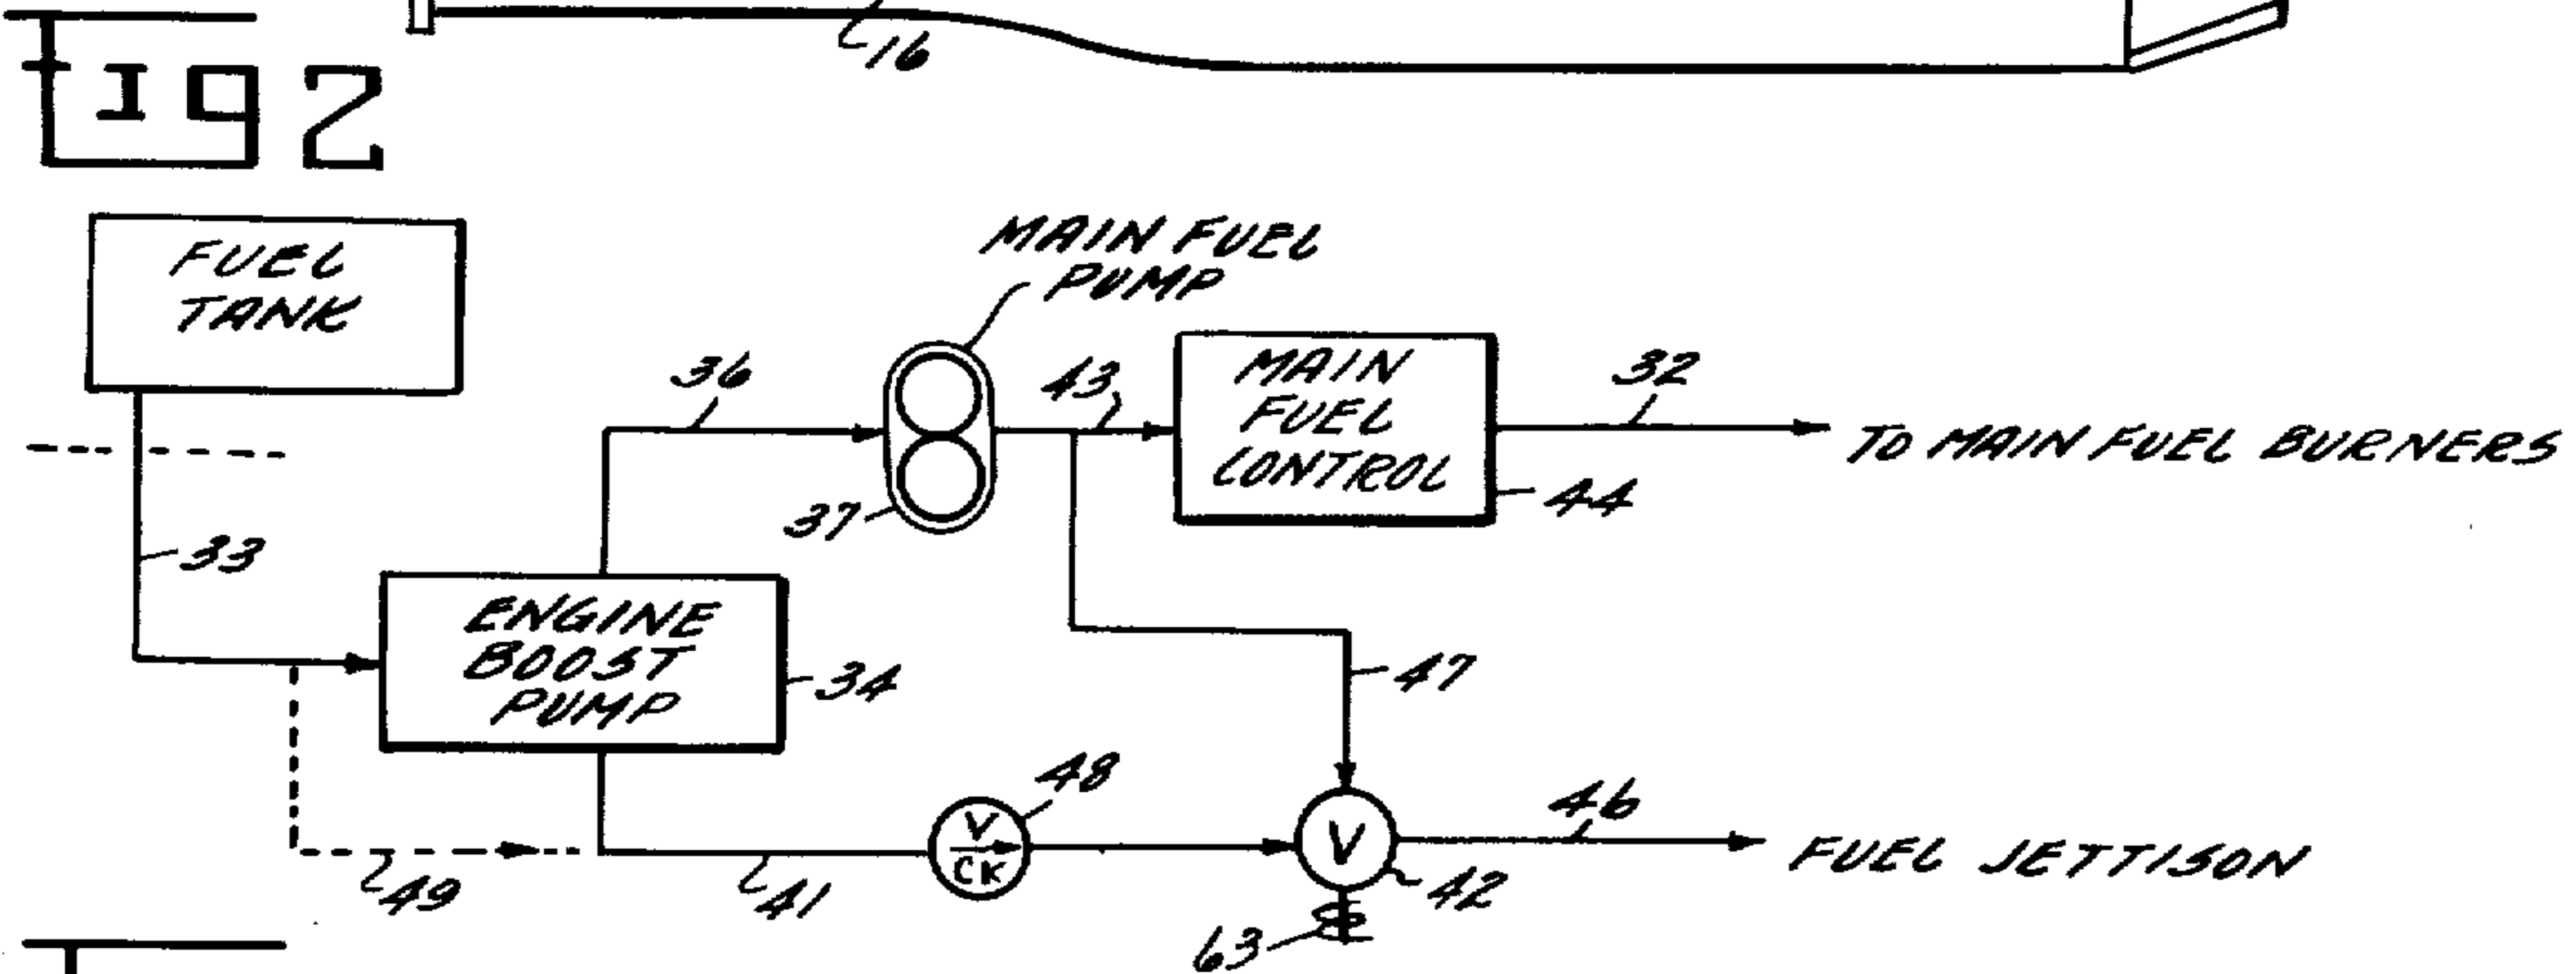 16
Fig 2
FUEL
TANK
MAIN FUEL
PUMP
36
43
MAIN
FUEL
CONTROL
32
TO MAIN FUEL BURNERS
37
44
33
ENGINE
BOOST
PUMP
34
47
48
V
CK
V
46
FUEL JETTISON
49
41
42
63